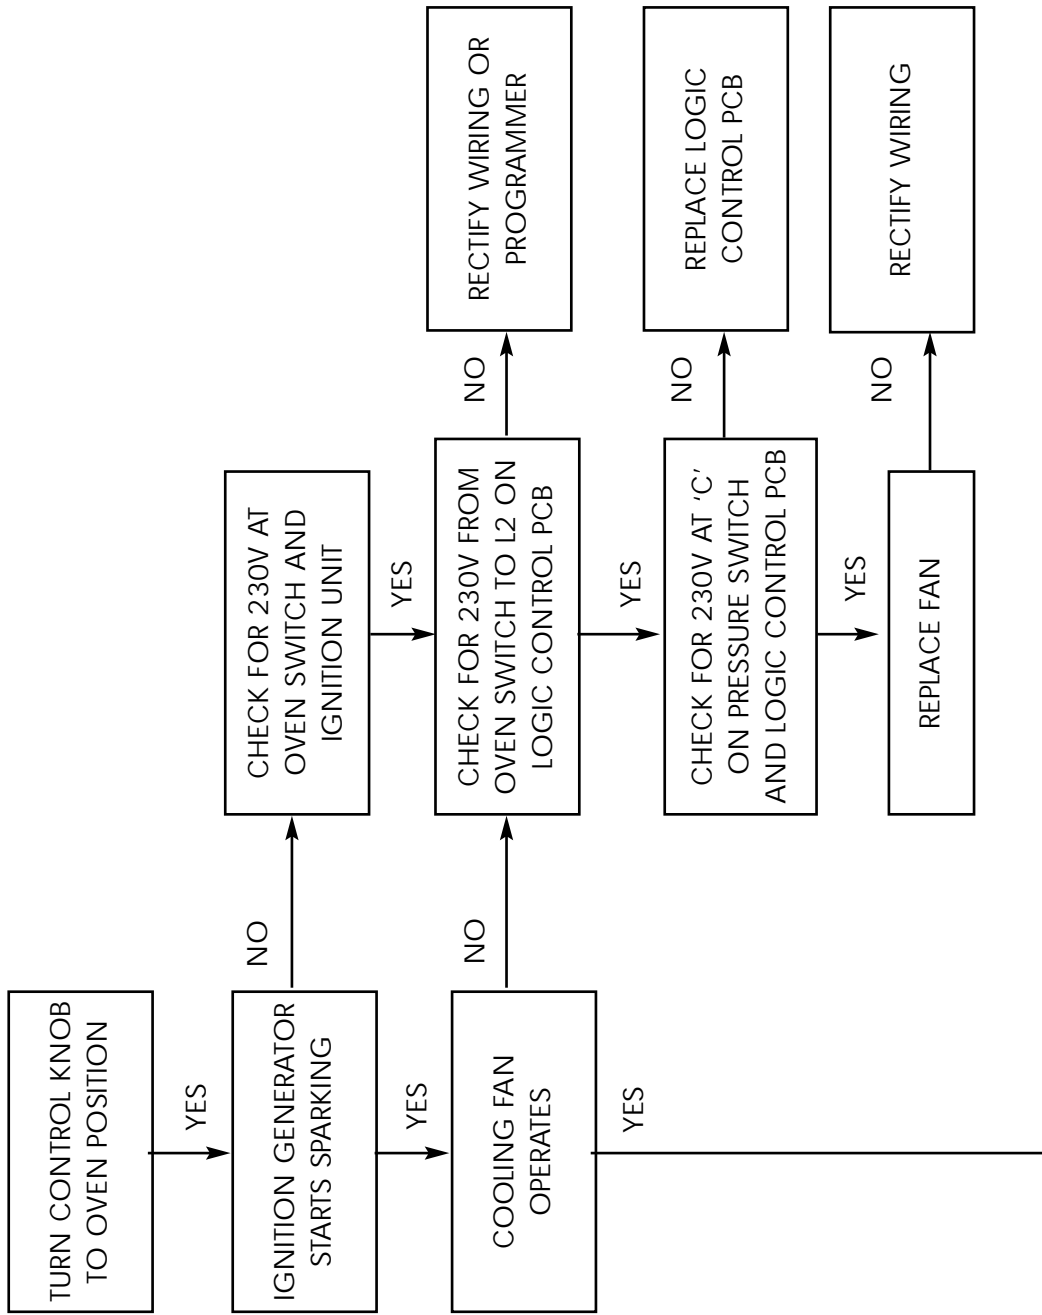 TURN CONTROL KNOB
TO OVEN POSITION
YES
IGNITION GENERATOR
STARTS SPARKING
NO
CHECK FOR 230V AT
OVEN SWITCH AND
IGNITION UNIT
YES
YES
COOLING FAN
OPERATES
NO
CHECK FOR 230V FROM
OVEN SWITCH TO L2 ON
LOGIC CONTROL PCB
NO
RECTIFY WIRING OR
PROGRAMMER
YES
YES
CHECK FOR 230V AT ‘C’
ON PRESSURE SWITCH
AND LOGIC CONTROL PCB
NO
REPLACE LOGIC
CONTROL PCB
YES
REPLACE FAN
NO
RECTIFY WIRING